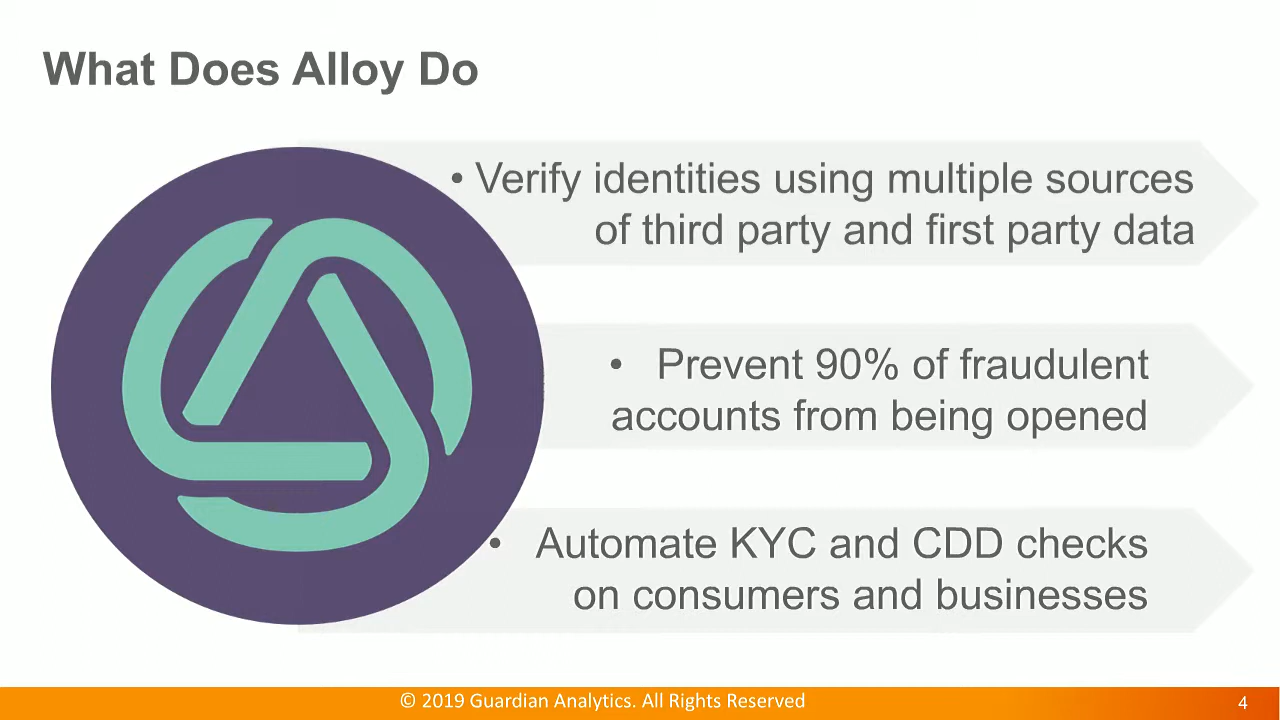 What Does Alloy Do
• Verify identities using multiple sources
of third party and first party data
• Prevent 90% of fraudulent
accounts from being opened
• Automate KYC and CDD checks
on consumers and businesses
© 2019 Guardian Analytics. All Rights Reserved
4